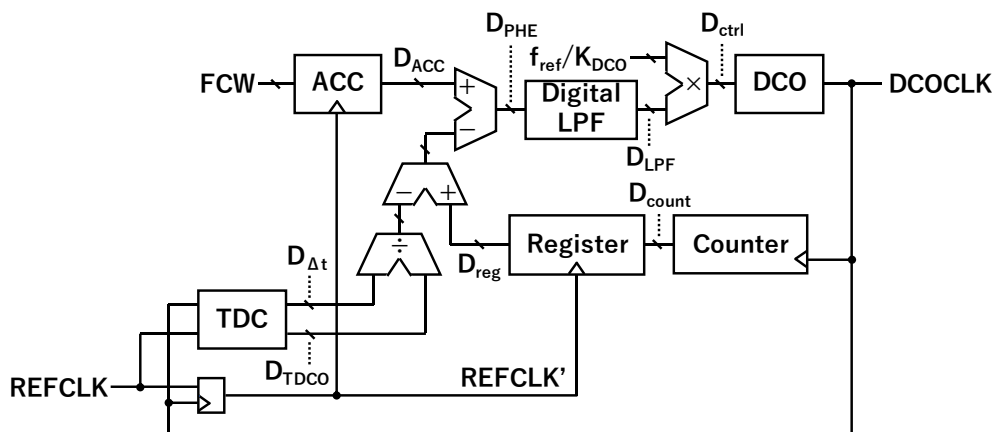 D_PHE
D_ctrl
D_ACC
f_ref/K_DCO
FCW
ACC
+
−
Digital
LPF
×
DCO
DCOCLK
D_LPF
− +
D_count
÷
Register
Counter
D_reg
D_Δt
TDC
D_TDCO
REFCLK
REFCLK'